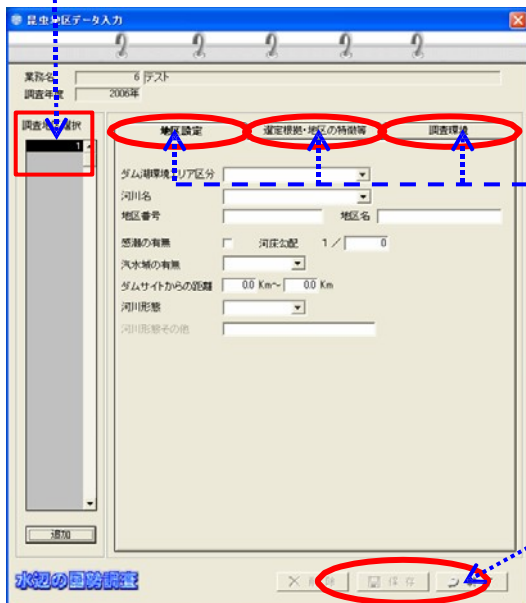 昆虫地区データ入力
業務名 6 テスト
調査年度 2006年
調査地区選択
1
地区設定 選定根拠・地区の特徴等 調査環境
ダム湖環境エリア区分
河川名
地区番号 地区名
感潮の有無 河床勾配 1／ 0
汽水域の有無
ダムサイトからの距離 0.0 Km～ 0.0 Km
河川形態
河川形態その他
追加
水辺の国勢調査
保存